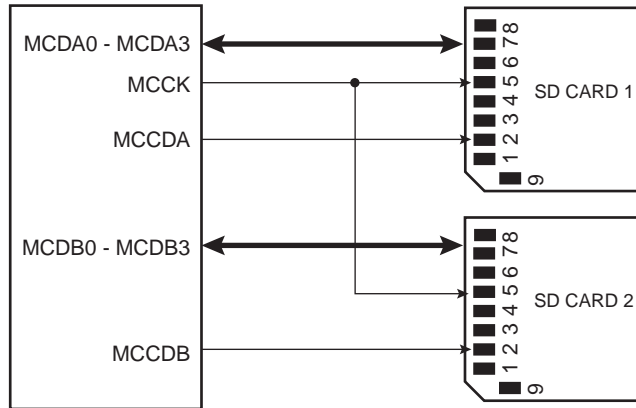 MCDA0 - MCDA3
MCCK
MCCDA
MCDB0 - MCDB3
MCCDB
8
7
6
5
4
3
2
1
9
SD CARD 1
8
7
6
5
4
3
2
1
9
SD CARD 2